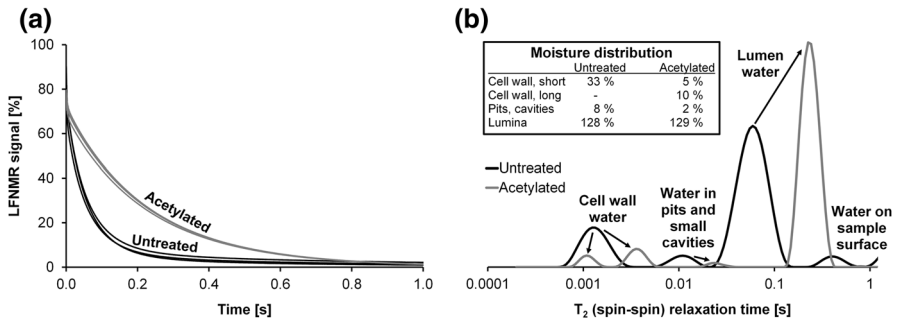 (a)
100
80
60
40
20
0
LFNMR signal [%]
Acetylated
Untreated
0.0 0.2 0.4 0.6 0.8 1.0
Time [s]
(b)
Moisture distribution
Untreated Acetylated
Cell wall, short 33 % 5 %
Cell wall, long - 10 %
Pits, cavities 8 % 2 %
Lumina 128 % 129 %
Untreated
Acetylated
Lumen
water
Cell wall
water
Water in
pits and
small
cavities
Water on
sample
surface
0.0001 0.001 0.01 0.1 1
T₂ (spin-spin) relaxation time [s]